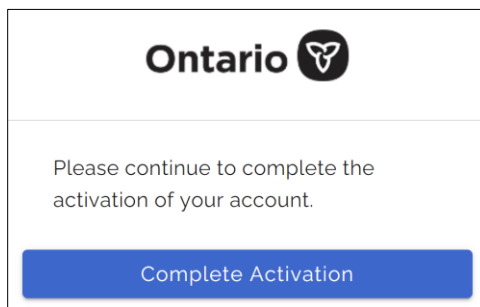 Ontario
Please continue to complete the
activation of your account.
Complete Activation